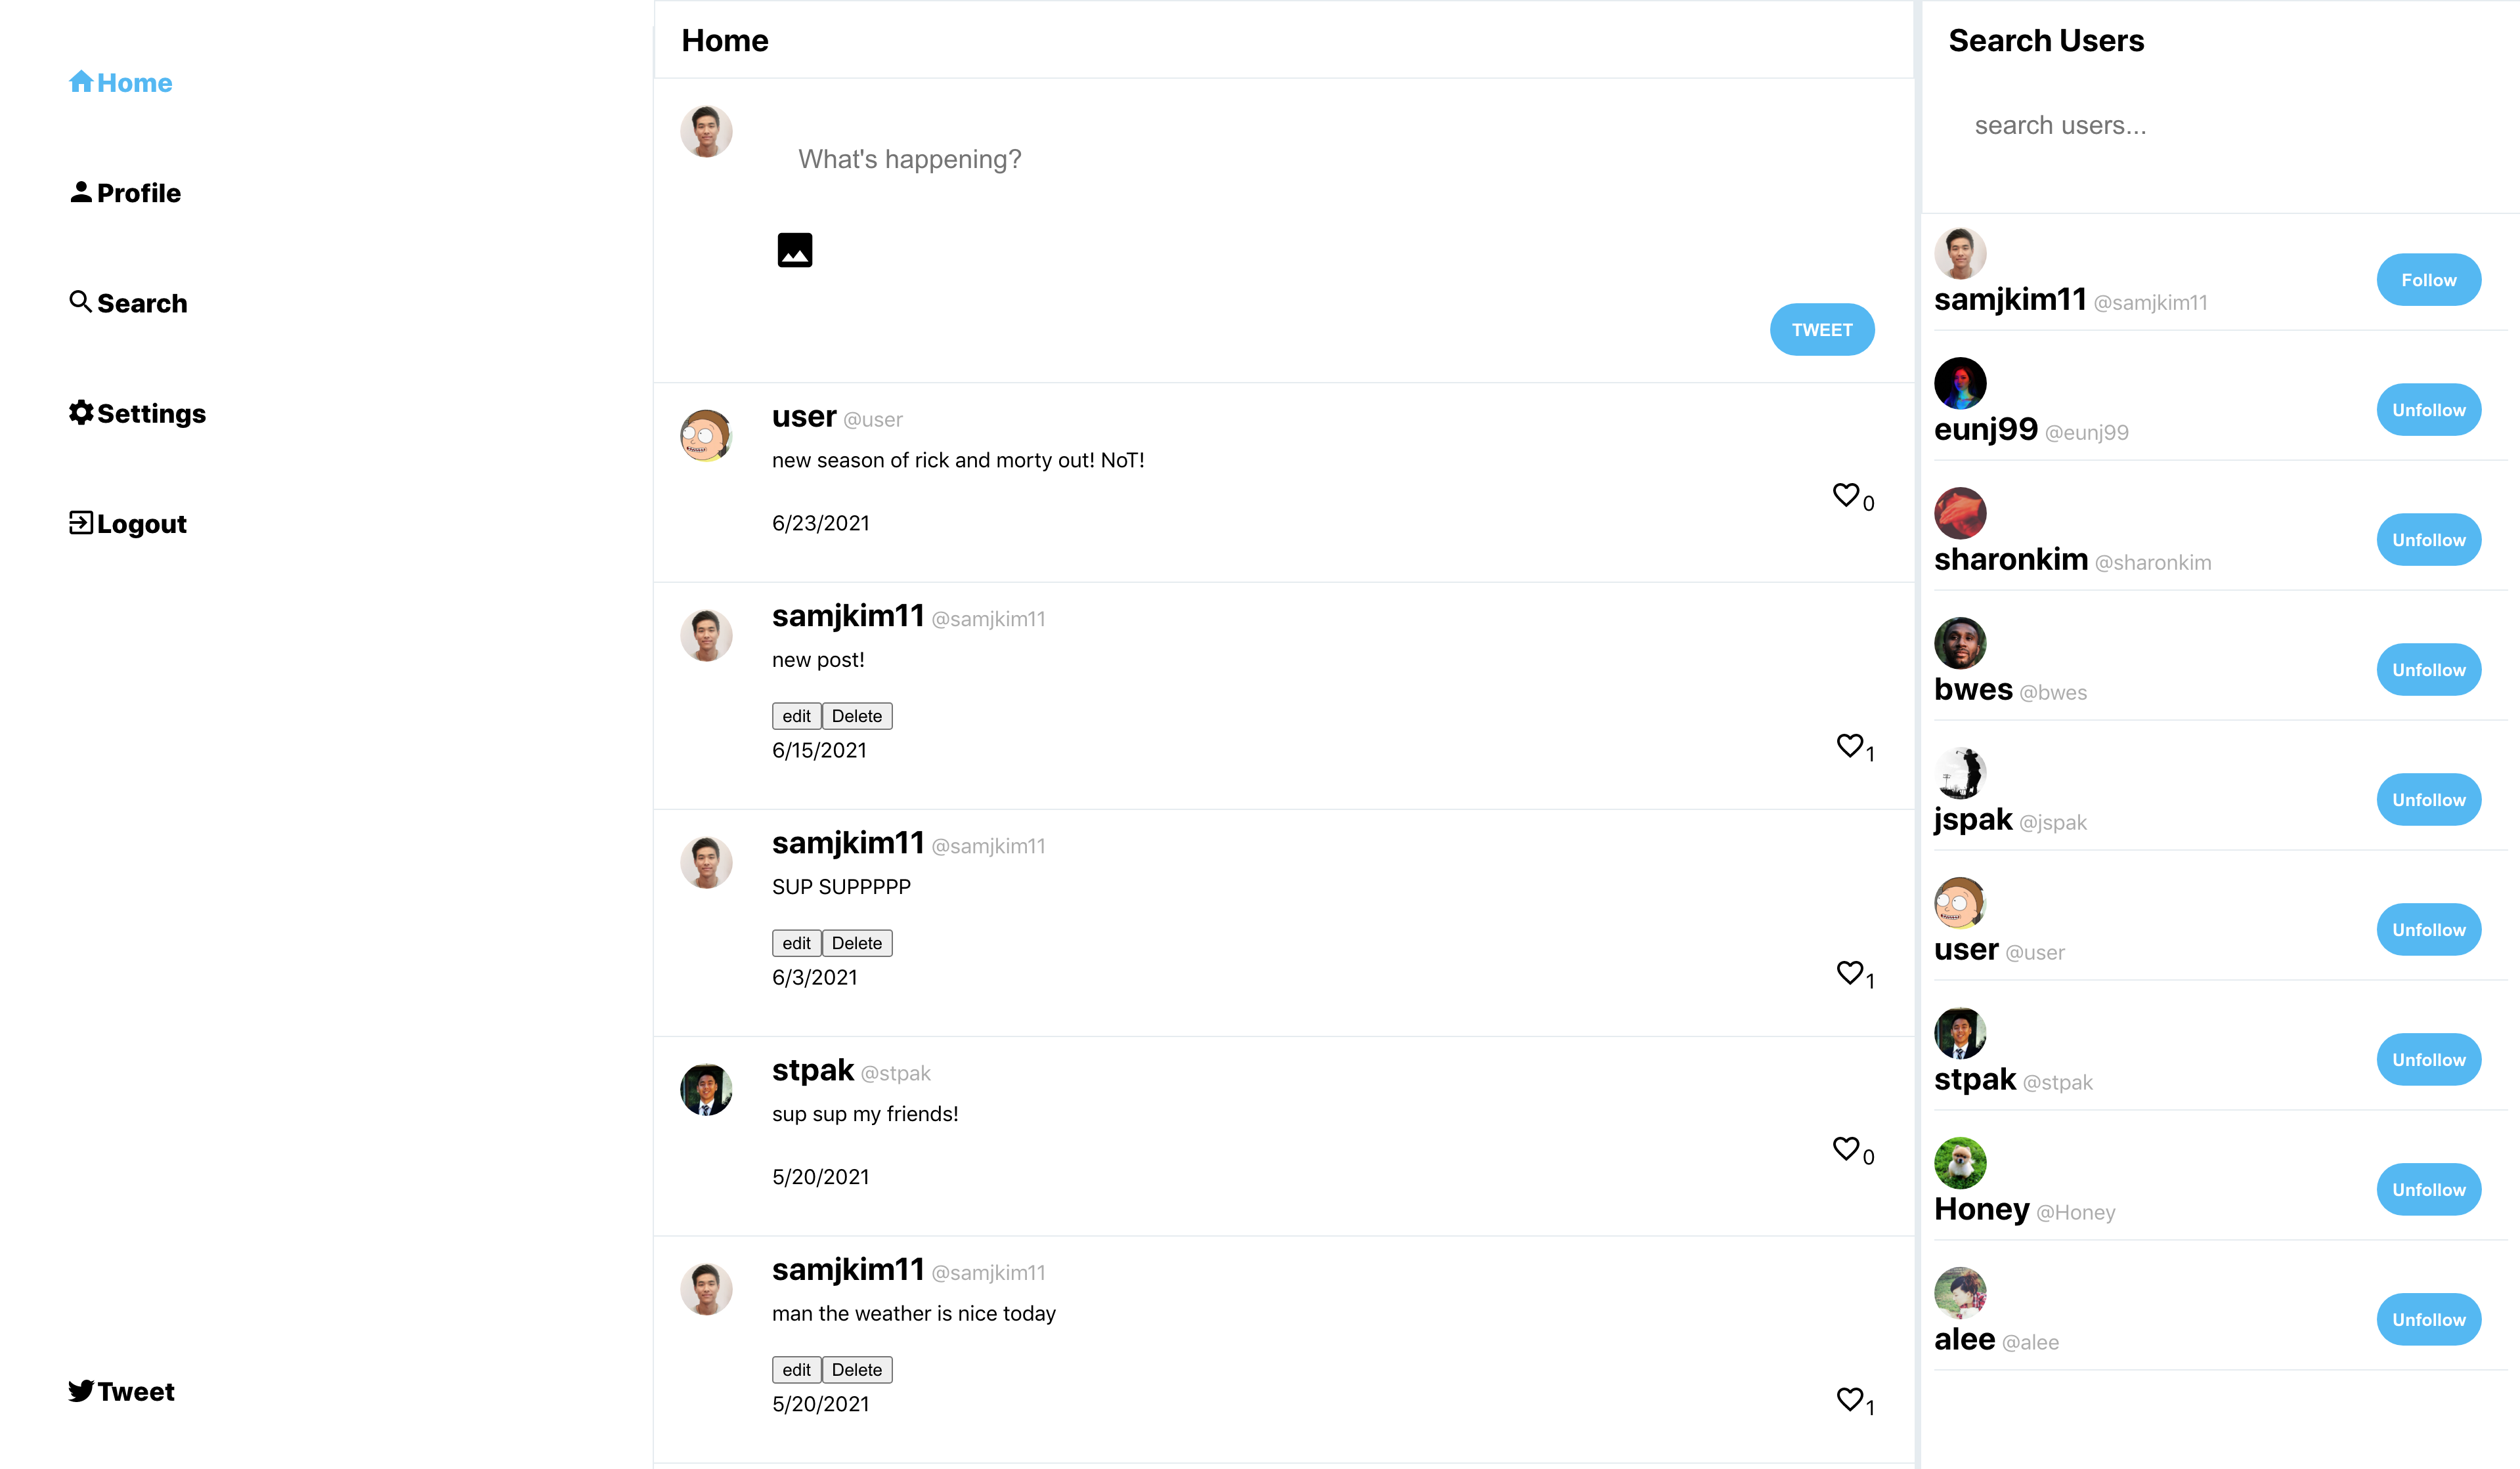 Home
Profile
Search
Settings
Logout
Tweet
Home
What's happening?
TWEET
user @user
new season of rick and morty out! NoT!
0
6/23/2021
samjkim11 @samjkim11
new post!
edit Delete
6/15/2021
1
samjkim11 @samjkim11
SUP SUPPPPP
edit Delete
6/3/2021
1
stpak @stpak
sup sup my friends!
0
5/20/2021
samjkim11 @samjkim11
man the weather is nice today
edit Delete
5/20/2021
1
Search Users
search users...
samjkim11 @samjkim11
Follow
eunj99 @eunj99
Unfollow
sharonkim @sharonkim
Unfollow
bwes @bwes
Unfollow
jspak @jspak
Unfollow
user @user
Unfollow
stpak @stpak
Unfollow
Honey @Honey
Unfollow
alee @alee
Unfollow